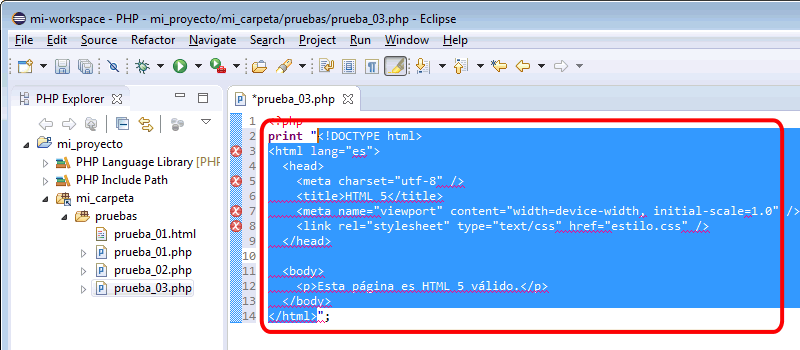 mi-workspace - PHP - mi_proyecto/mi_carpeta/pruebas/prueba_03.php - Eclipse
File Edit Source Refactor Navigate Search Project Run Window Help
PHP Explorer
*prueba_03.php
mi_proyecto
PHP Language Library [PHP
PHP Include Path
mi_carpeta
pruebas
prueba_01.html
prueba_01.php
prueba_02.php
prueba_03.php
1 <?php
2 print "<!DOCTYPE html>
3 <html lang="es">
4 <head>
5 <meta charset="utf-8" />
6 <title>HTML 5</title>
7 <meta name="viewport" content="width=device-width, initial-scale=1.0" />
8 <link rel="stylesheet" type="text/css" href="estilo.css" />
9 </head>
10
11 <body>
12 <p>Esta página es HTML 5 válido.</p>
13 </body>
14 </html>";